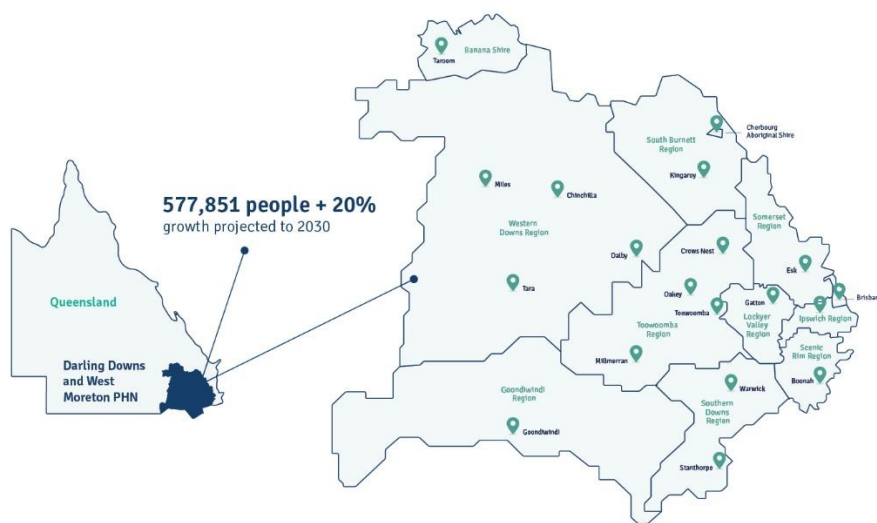 Taroom
Banana Shire
South Burnett
Region
Cherbourg
Aboriginal Shire
Kingaroy
577,851 people + 20%
growth projected to 2030
Miles
Chinchilla
Western
Downs Region
Somerset
Region
Dalby
Crows Nest
Esk
Queensland
Tara
Oakey
Toowoomba
Gatton
Brisban
Toowoomba
Region
Lockyer
Valley
Region
Ipswich Region
Darling Downs
and West
Moreton PHN
Millmerran
Scenic
Rim Region
Boonah
Goondiwindi
Region
Warwick
Southern
Downs
Region
Goondiwindi
Stanthorpe